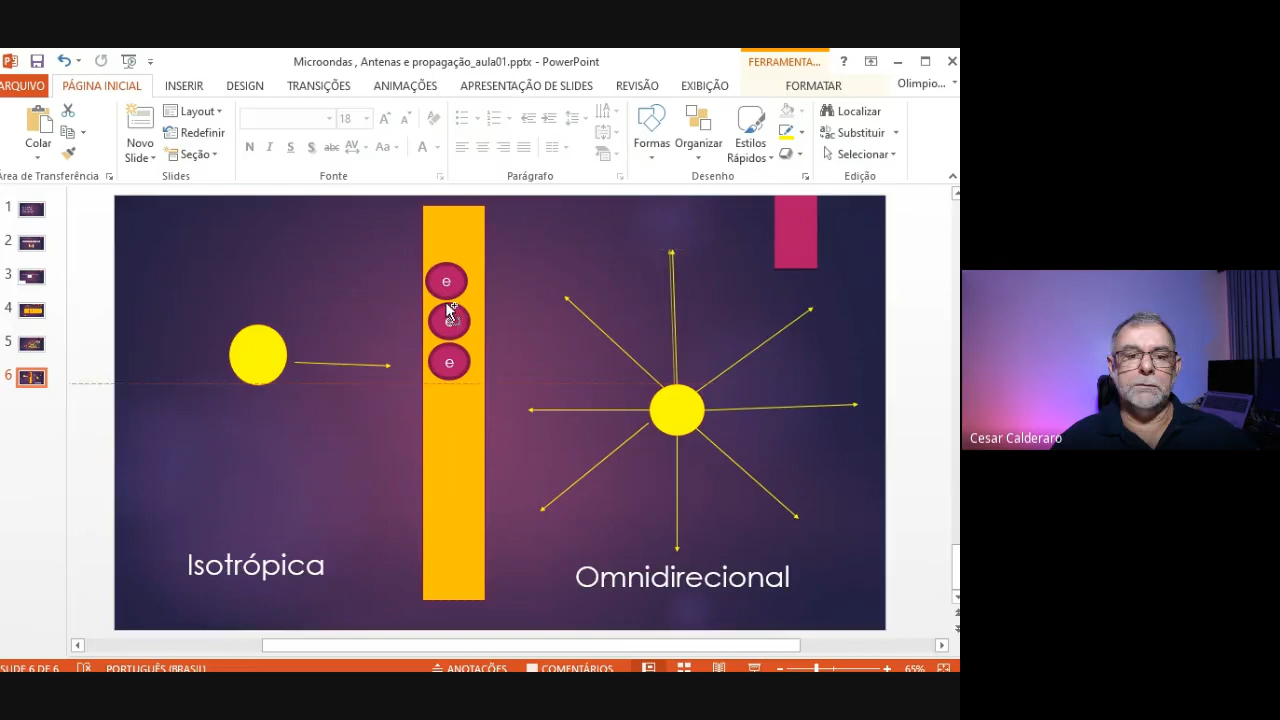 Microondas , Antenas e propagação_aula01.pptx - PowerPoint
FERRAMENTA...
?
ARQUIVO
PÁGINA INICIAL
INSERIR
DESIGN
TRANSIÇÕES
ANIMAÇÕES
APRESENTAÇÃO DE SLIDES
REVISÃO
EXIBIÇÃO
FORMATAR
Olimpio...
Colar
Novo
Slide
Layout
Redefinir
Seção
18
N I S S abc AV Aa A
Formas
Organizar
Estilos
Rápidos
Localizar
Substituir
Selecionar
Área de Transferência
Slides
Fonte
Parágrafo
Desenho
Edição
1
2
3
4
5
6
e
e
e
Isotrópica
Omnidirecional
Cesar Calderaro
SLIDE 6 DE 6
PORTUGUÊS (BRASIL)
ANOTAÇÕES
COMENTÁRIOS
65%